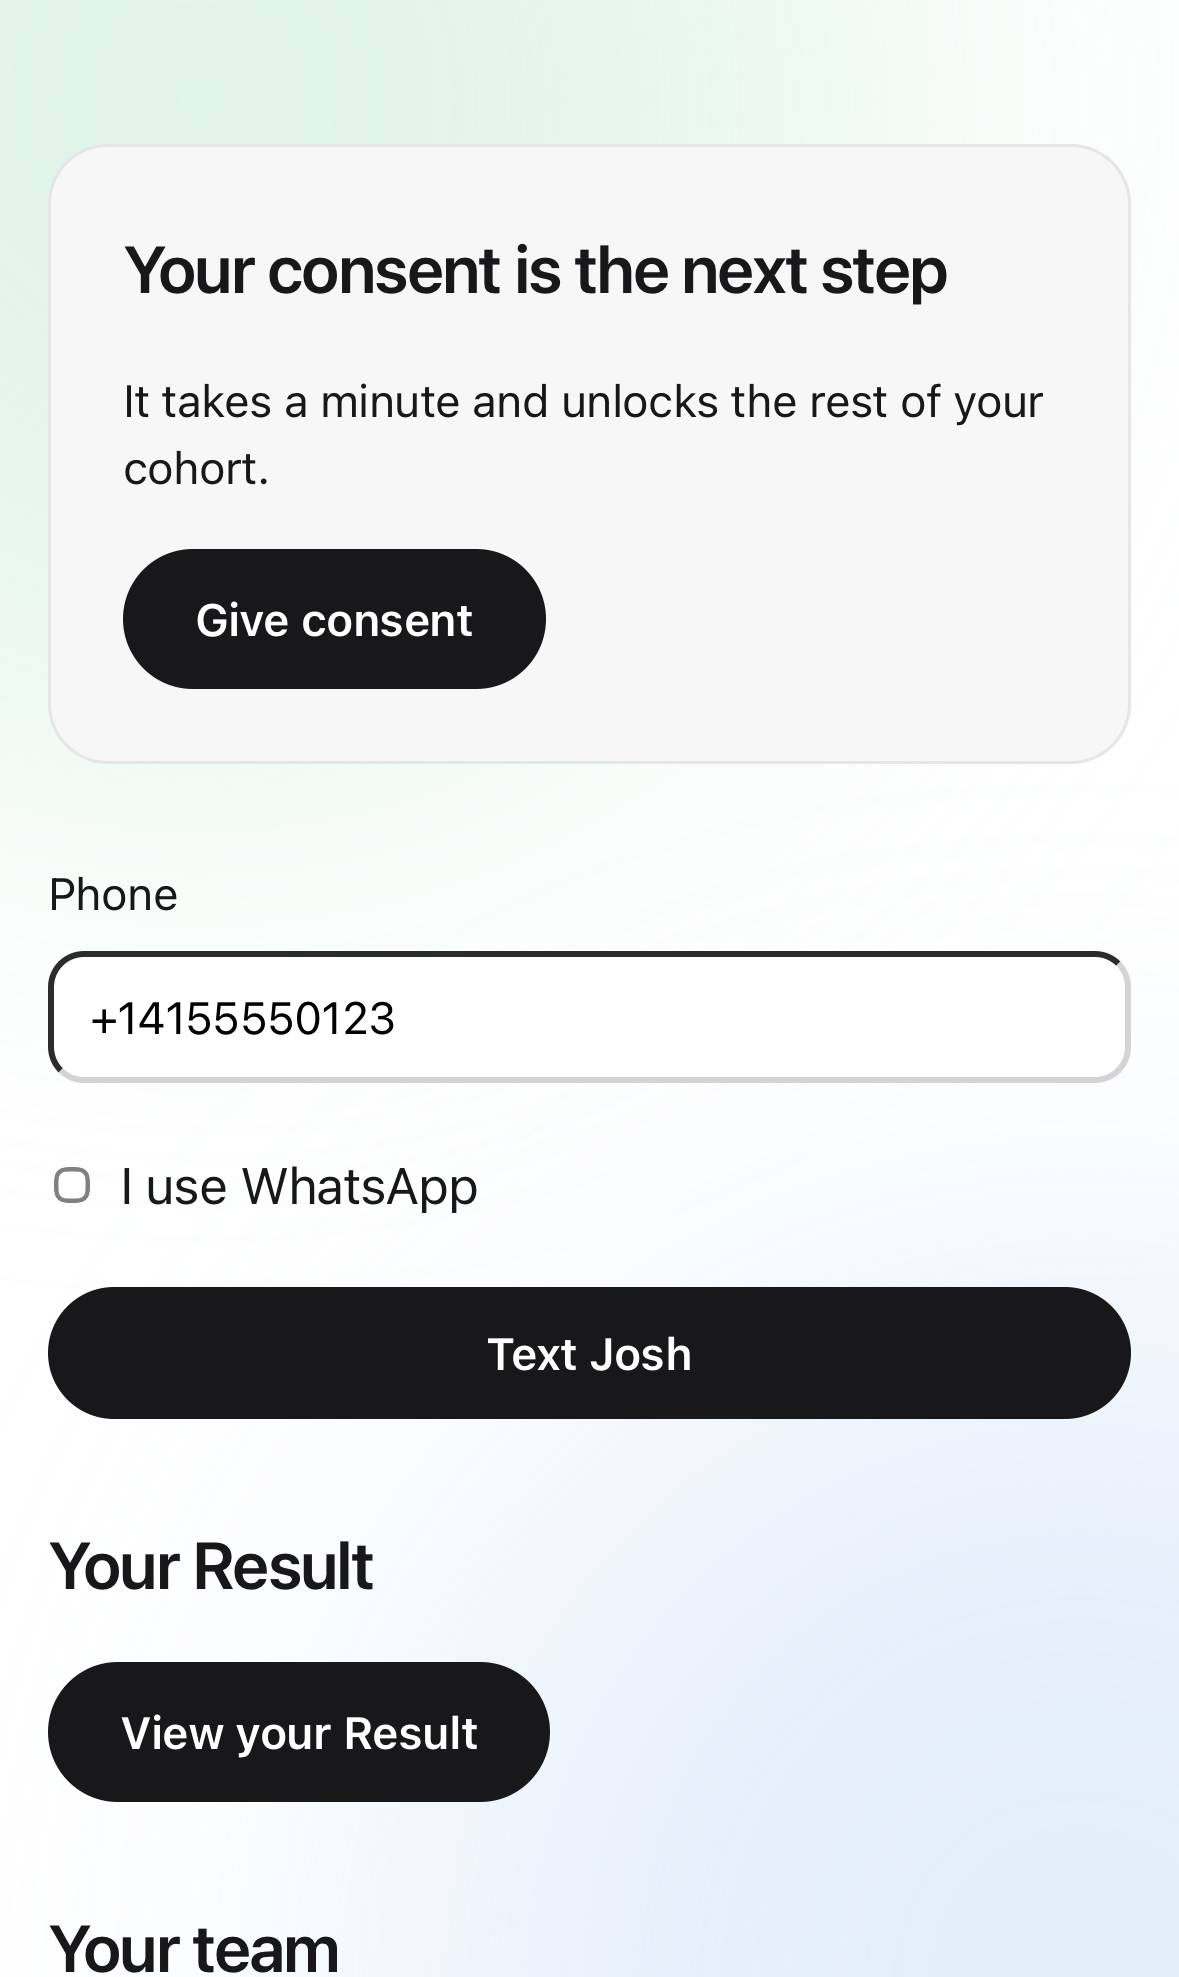 Your consent is the next step
It takes a minute and unlocks the rest of your
cohort.
Give consent
Phone
+14155550123
I use WhatsApp
Text Josh
Your Result
View your Result
Your team